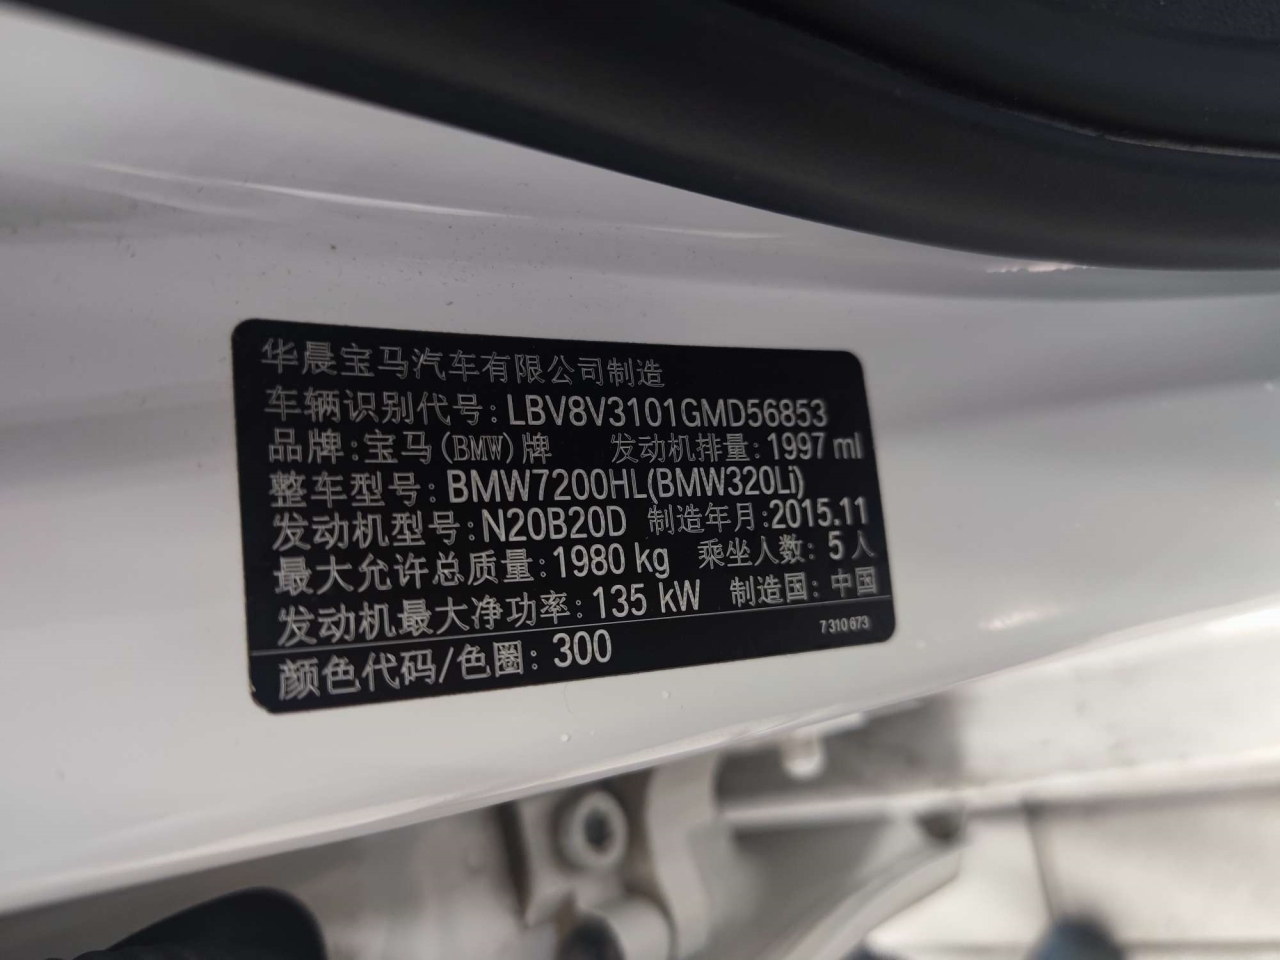 华晨宝马汽车有限公司制造
车辆识别代号: LBV8V3101GMD56853
品牌: 宝马(BMW)牌 发动机排量: 1997 ml
整车型号: BMW7200HL(BMW320Li)
发动机型号: N20B20D 制造年月: 2015.11
最大允许总质量: 1980 kg 乘坐人数: 5 人
发动机最大净功率: 135 kW 制造国: 中国
7 310 673
颜色代码/色圈: 300